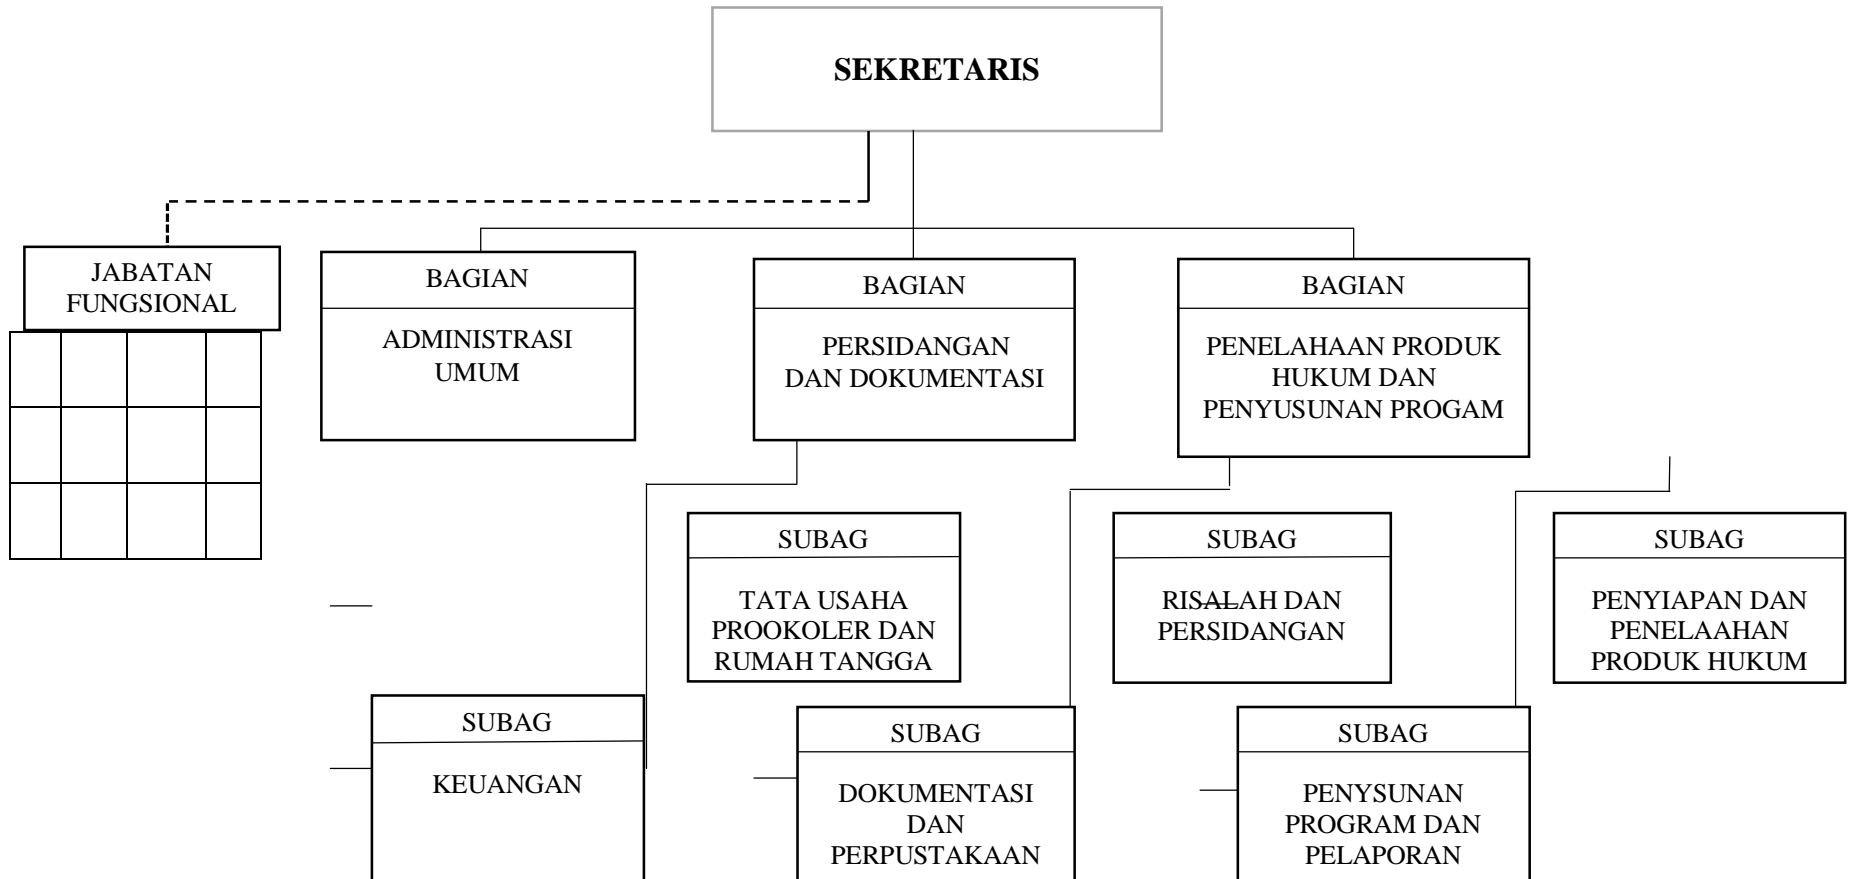 SEKRETARIS
JABATAN
FUNGSIONAL
BAGIAN
ADMINISTRASI
UMUM
BAGIAN
PERSIDANGAN
DAN DOKUMENTASI
BAGIAN
PENELAHAAN PRODUK
HUKUM DAN
PENYUSUNAN PROGAM
SUBAG
TATA USAHA
PROOKOLER DAN
RUMAH TANGGA
SUBAG
RISALAH DAN
PERSIDANGAN
SUBAG
PENYIAPAN DAN
PENELAAHAN
PRODUK HUKUM
SUBAG
KEUANGAN
SUBAG
DOKUMENTASI
DAN
PERPUSTAKAAN
SUBAG
PENYSUNAN
PROGRAM DAN
PELAPORAN